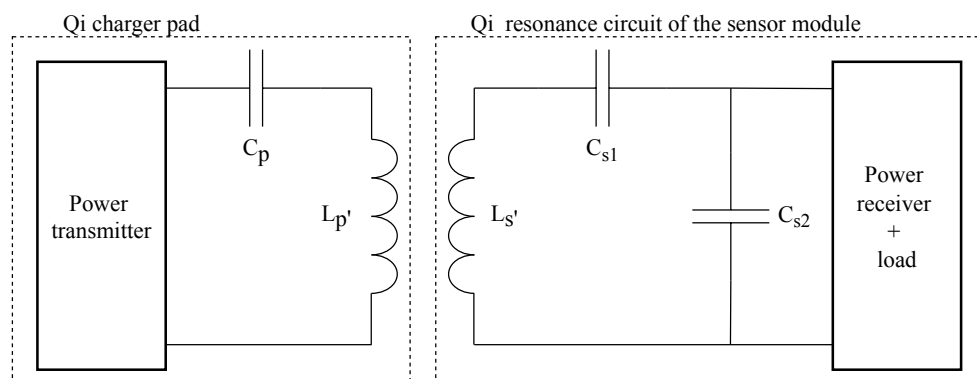 Qi charger pad
Qi resonance circuit of the sensor module
Power
transmitter
Cp
Lp'
Ls'
Cs1
Cs2
Power
receiver
+
load